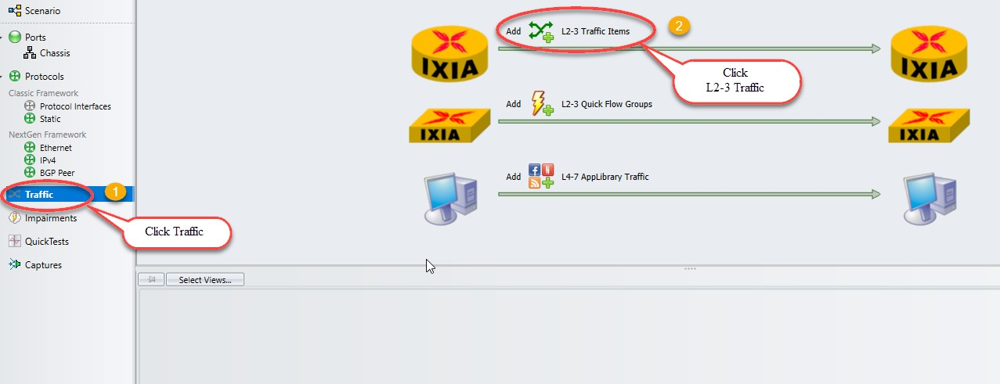 Scenario
Ports
Chassis
Protocols
Classic Framework
Protocol Interfaces
Static
NextGen Framework
Ethernet
IPv4
BGP Peer
Traffic
1
Click Traffic
Impairments
QuickTests
Captures
Add L2-3 Traffic Items
2
Click
L2-3 Traffic
IXIA
IXIA
Add L2-3 Quick Flow Groups
IXIA
IXIA
Add L4-7 AppLibrary Traffic
Select Views...